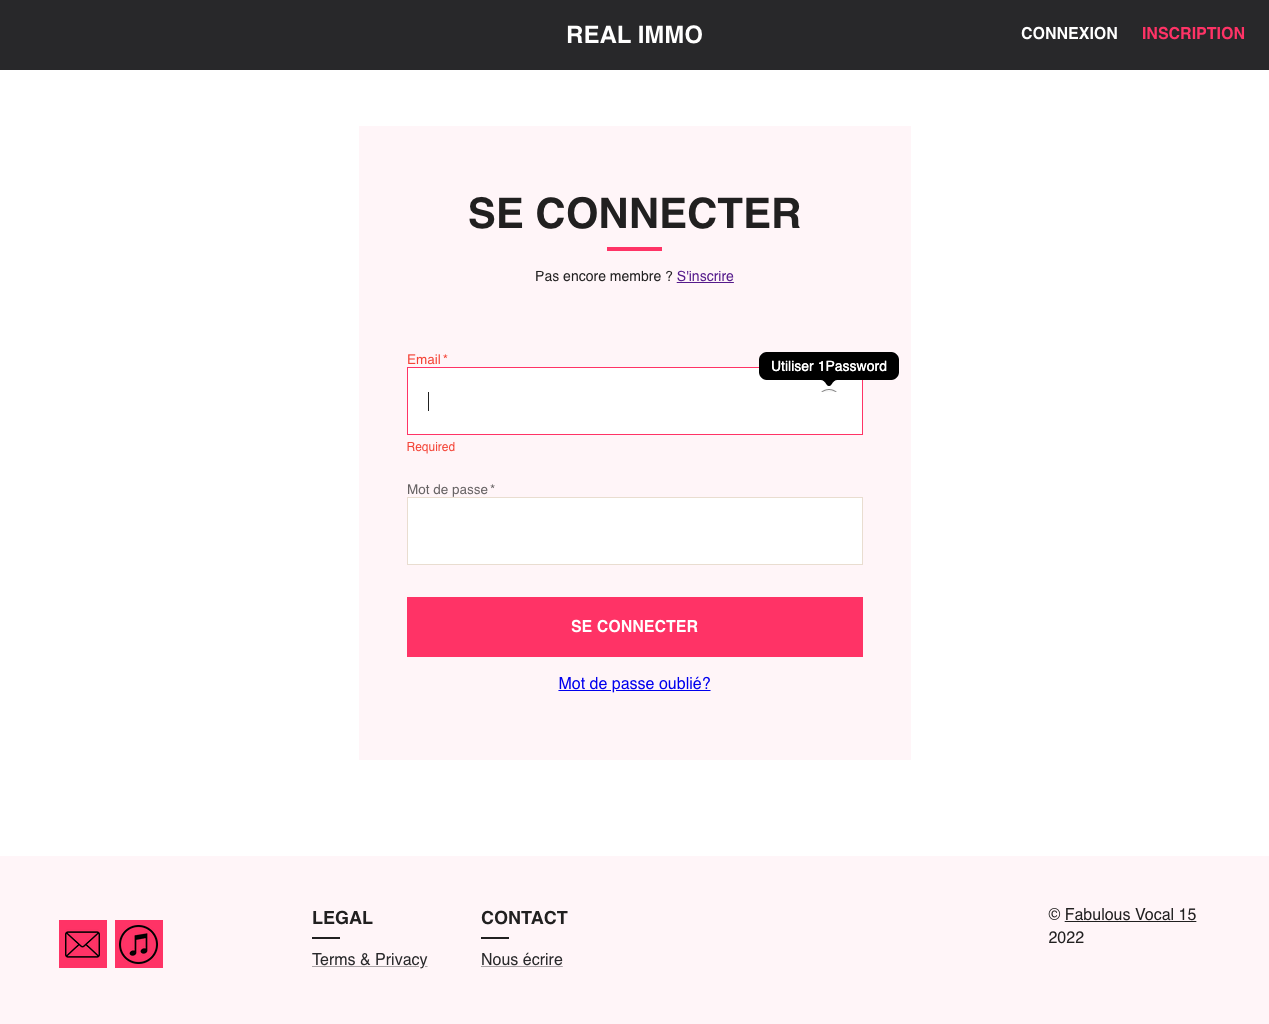 REAL IMMO
CONNEXION
INSCRIPTION
SE CONNECTER
Pas encore membre ? S'inscrire
Email *
Utiliser 1Password
Required
Mot de passe *
SE CONNECTER
Mot de passe oublié?
LEGAL
Terms & Privacy
CONTACT
Nous écrire
© Fabulous Vocal 15
2022